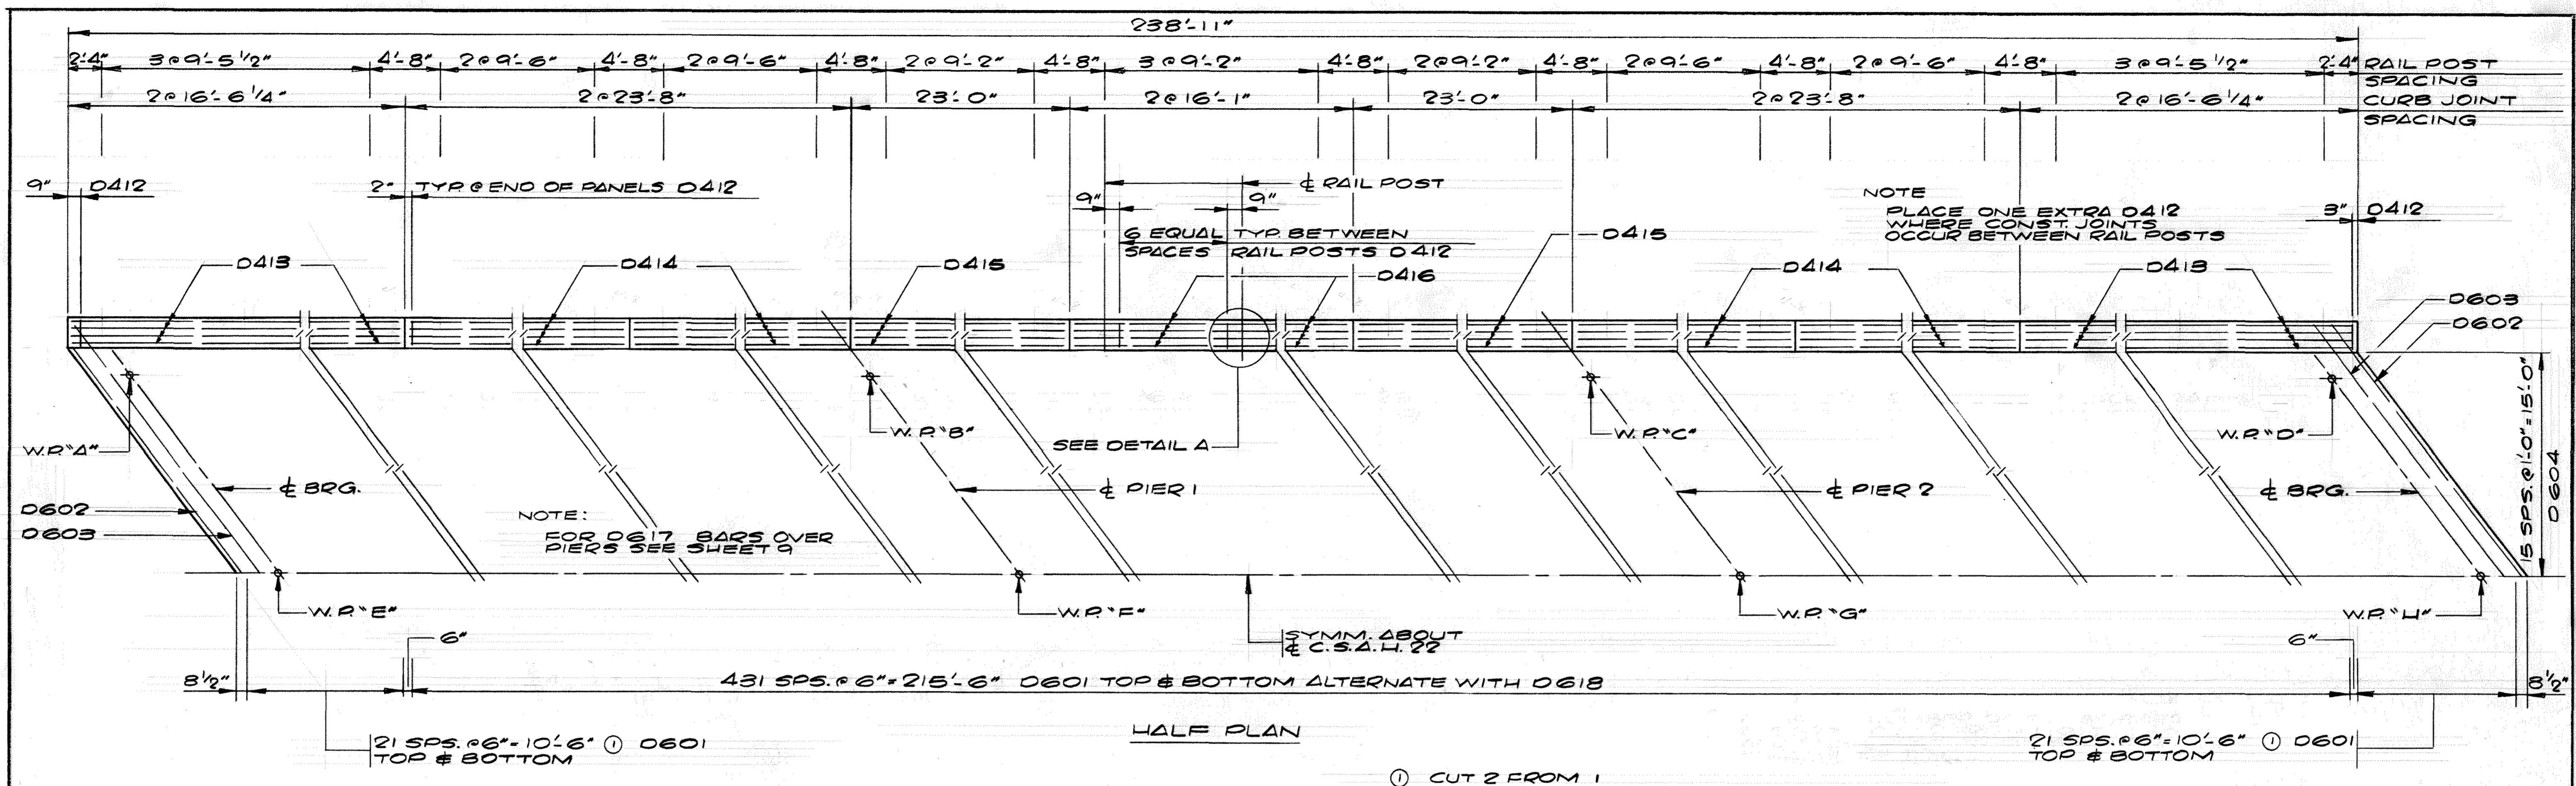 238'-11"
2'-4" 3@9'-5 1/2" 4'-8" 2@9'-6" 4'-8" 2@9'-6" 4'-8" 2@9'-2" 4'-8" 3@9'-2" 4'-8" 2@9'-2" 4'-8" 2@9'-6" 4'-8" 2@9'-6" 4'-8" 3@9'-5 1/2" 2'-4" RAIL POST
SPACING
2@16'-6 1/4" 2@23'-8" 23'-0" 2@16'-1" 23'-0" 2@23'-8" 2@16'-6 1/4" CURB JOINT
SPACING
9" D412
2" TYP @ END OF PANELS D412
℄ RAIL POST
9" 9"
6 EQUAL TYP. BETWEEN
SPACES RAIL POSTS D412
NOTE
PLACE ONE EXTRA D412
WHERE CONST. JOINTS
OCCUR BETWEEN RAIL POSTS
3" D412
D413
D414
D415
D416
D415
D414
D413
D603
D602
W.P. "A"
W.P. "B"
SEE DETAIL A
W.P. "C"
W.P. "D"
15 SPS. @ 1'-0" = 15'-0"
D604
℄ BRG.
℄ PIER 1
℄ PIER 2
℄ BRG.
D602
D603
NOTE:
FOR D617 BARS OVER
PIERS SEE SHEET 9
W.P. "E"
W.P. "F"
W.P. "G"
W.P. "H"
SYMM. ABOUT
℄ C.S.A.H. 22
6"
6"
8 1/2"
431 SPS. @ 6" = 215'-6" D601 TOP & BOTTOM ALTERNATE WITH D618
8 1/2"
21 SPS. @ 6" = 10'-6" ① D601
TOP & BOTTOM
HALF PLAN
21 SPS. @ 6" = 10'-6" ① D601
TOP & BOTTOM
① CUT 2 FROM 1